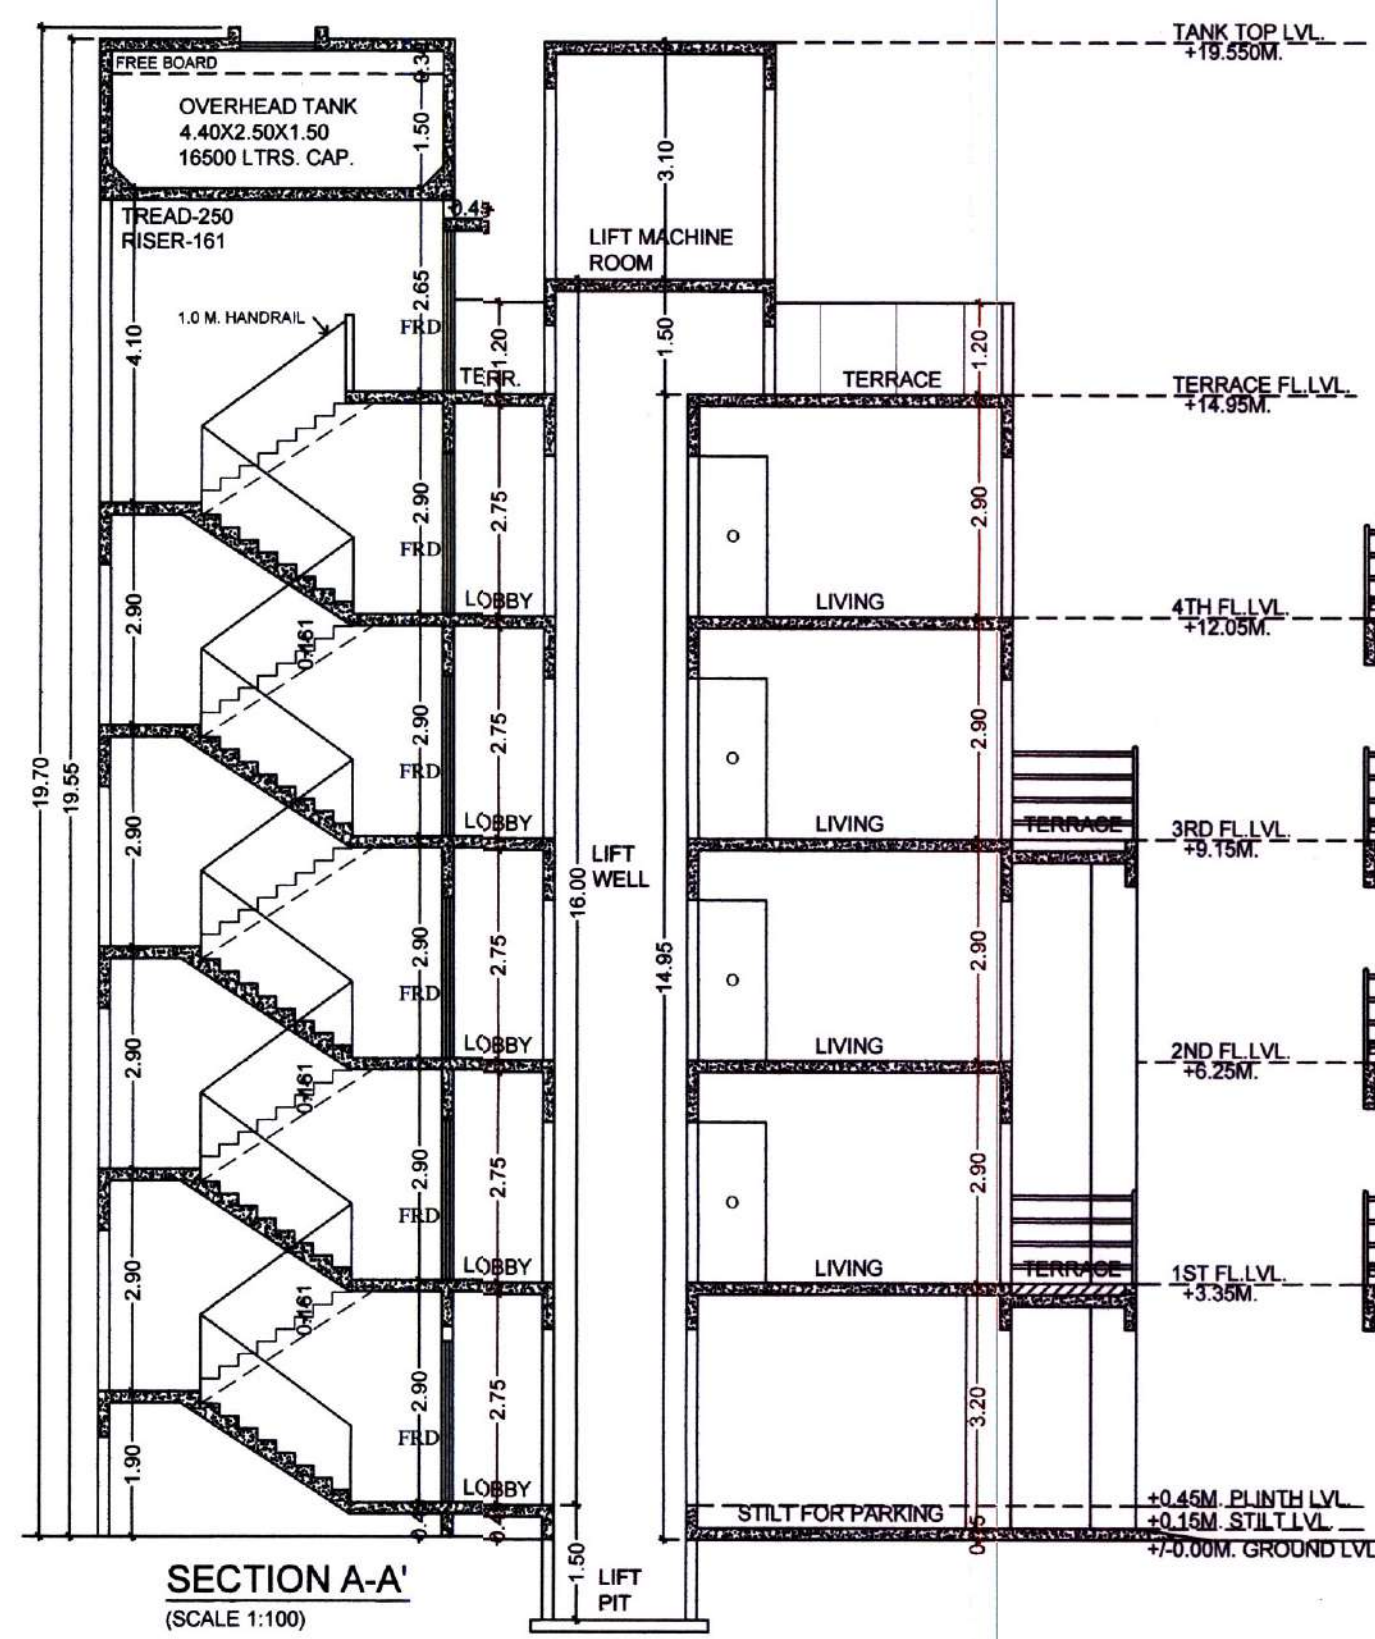 TANK TOP LVL.
+19.550M.
FREE BOARD
OVERHEAD TANK
4.40X2.50X1.50
16500 LTRS. CAP.
1.50
3.10
TREAD-250
RISER-161
LIFT MACHINE
ROOM
2.65
1.0 M. HANDRAIL
FRD
4.10
1.20
1.50
1.20
TERR.
TERRACE
TERRACE FL.LVL.
+14.95M.
2.90
2.75
2.90
FRD
2.90
LOBBY
LIVING
4TH FL.LVL.
+12.05M.
0.161
2.90
2.75
2.90
FRD
19.70
19.55
2.90
LOBBY
LIVING
TERRACE
3RD FL.LVL.
+9.15M.
LIFT
WELL
16.00
14.95
2.90
2.75
2.90
FRD
2.90
LOBBY
LIVING
2ND FL.LVL.
+6.25M.
0.161
2.90
2.75
2.90
FRD
2.90
LOBBY
LIVING
TERRACE
1ST FL.LVL.
+3.35M.
0.161
2.90
2.75
3.20
FRD
1.90
LOBBY
STILT FOR PARKING
+0.45M. PLINTH LVL.
+0.15M. STILT LVL.
+/-0.00M. GROUND LVL
1.50
LIFT
PIT
SECTION A-A'
(SCALE 1:100)